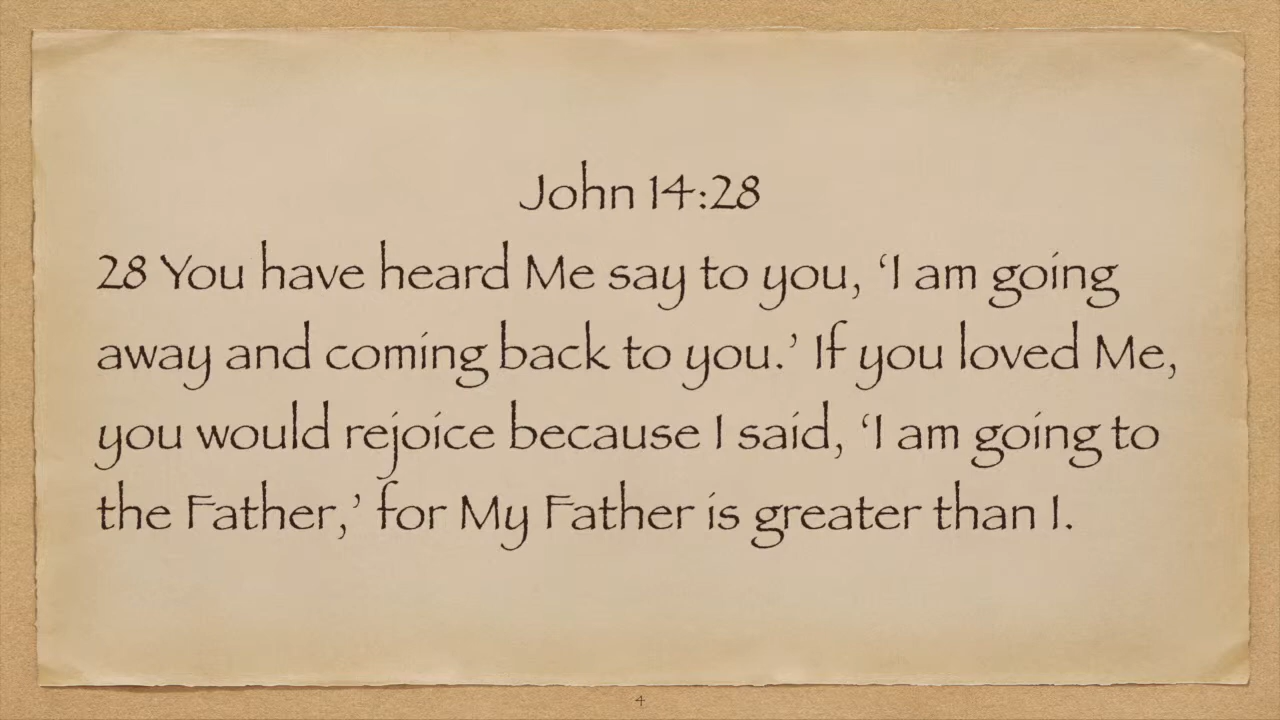 John 14:28
28 You have heard Me say to you, ‘I am going
away and coming back to you.’ If you loved Me,
you would rejoice because I said, ‘I am going to
the Father,’ for My Father is greater than I.
4